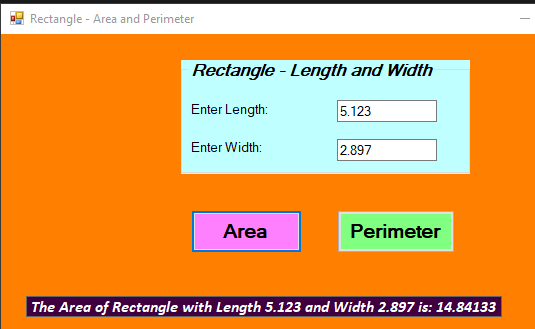 Rectangle - Area and Perimeter
Rectangle - Length and Width
Enter Length: 5.123
Enter Width: 2.897
Area Perimeter
The Area of Rectangle with Length 5.123 and Width 2.897 is: 14.84133